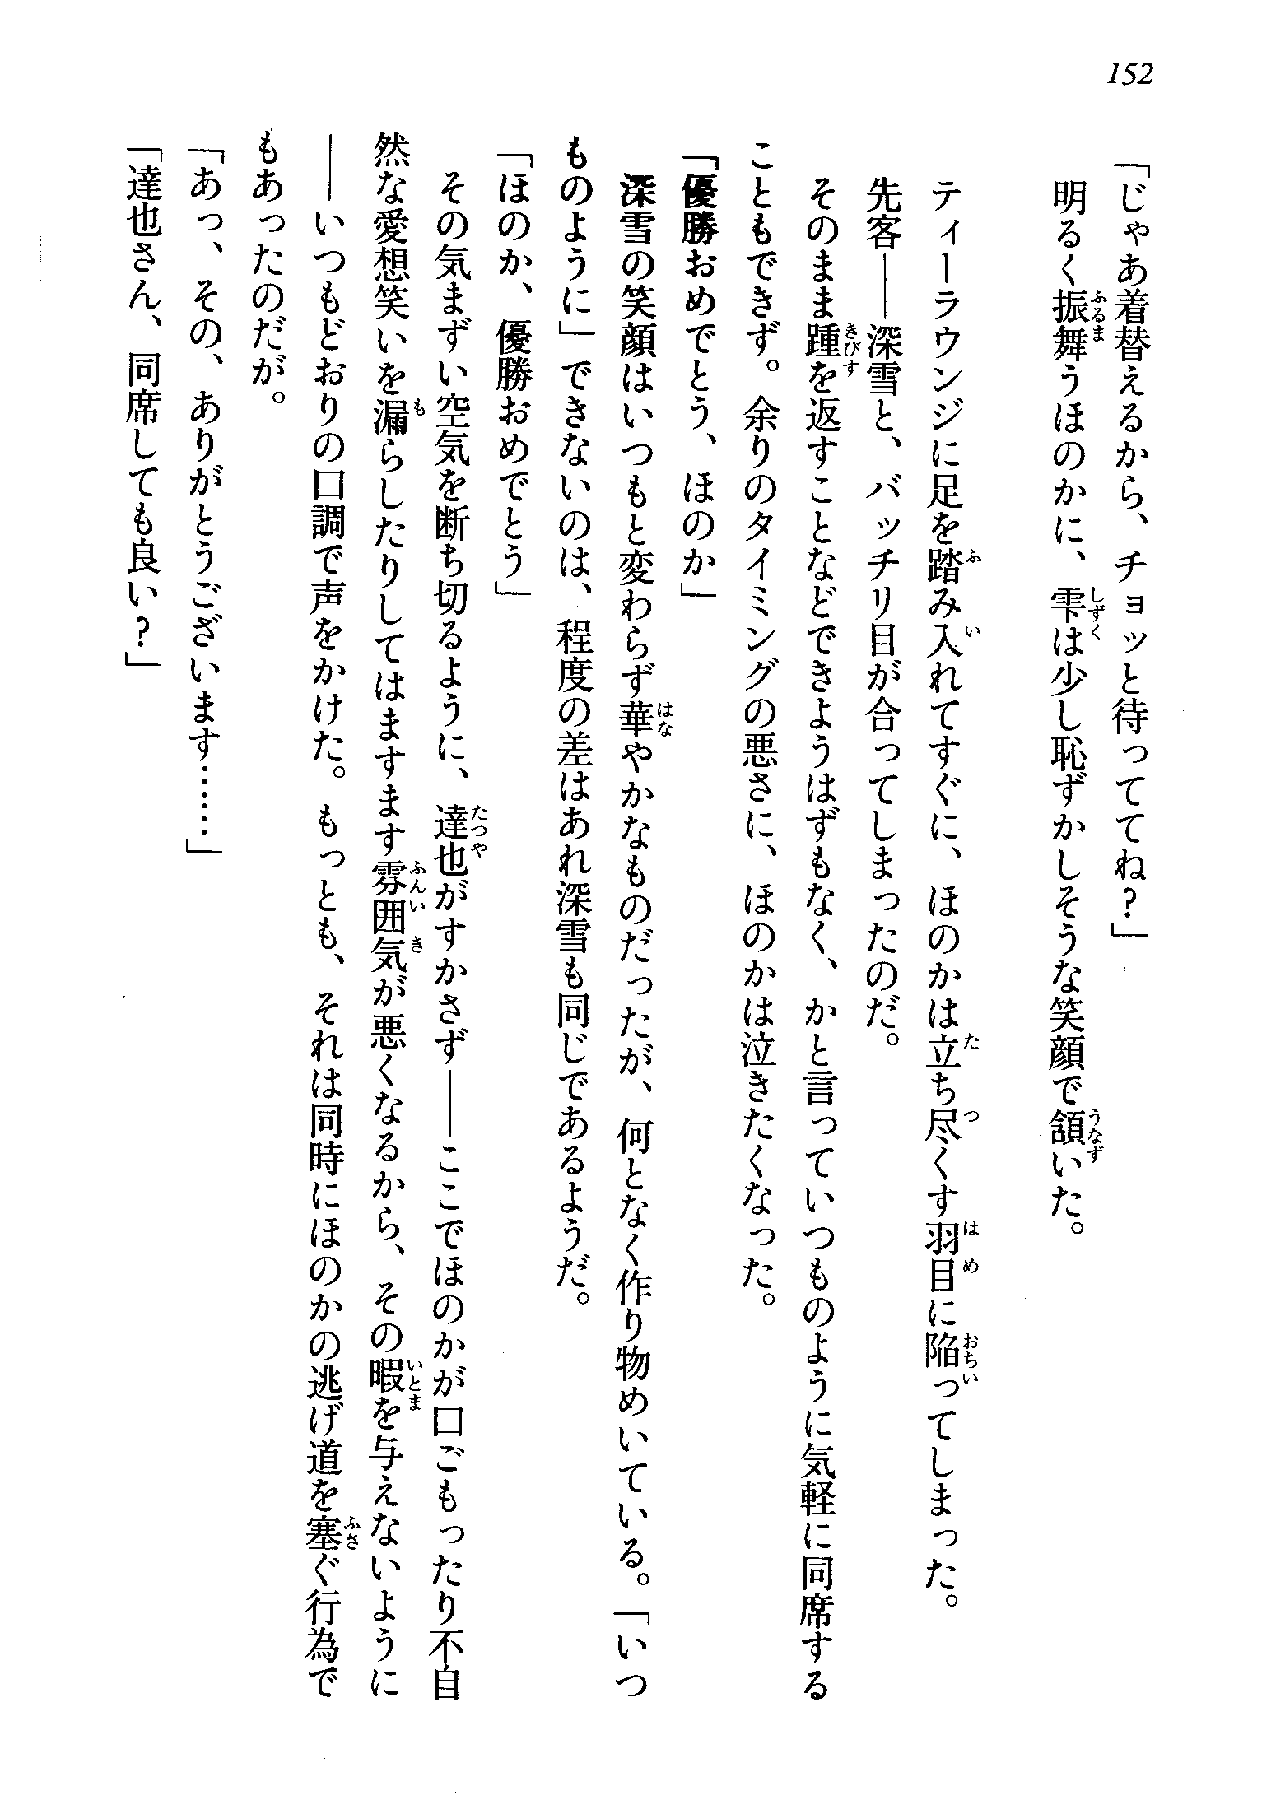 152
「じゃあ着替えるから、チョッと待っててね？」
明るく振舞うほのかに、雫は少し恥ずかしそうな笑顔で頷いた。
ティーラウンジに足を踏み入れてすぐに、ほのかは立ち尽くす羽目に陥ってしまった。
先客――深雪と、バッチリ目が合ってしまったのだ。
そのまま踵を返すことなどできようはずもなく、かと言っていつものように気軽に同席する
こともできず。余りのタイミングの悪さに、ほのかは泣きたくなった。
「優勝おめでとう、ほのか」
深雪の笑顔はいつもと変わらず華やかなものだったが、何となく作り物めいている。「いつ
ものように」できないのは、程度の差はあれ深雪も同じであるようだ。
「ほのか、優勝おめでとう」
その気まずい空気を断ち切るように、達也がすかさず――ここでほのかが口ごもったり不自
然な愛想笑いを漏らしたりしてはますます雰囲気が悪くなるから、その暇を与えないように
――いつもどおりの口調で声をかけた。もっとも、それは同時にほのかの逃げ道を塞ぐ行為で
もあったのだが。
「あっ、その、ありがとうございます……」
「達也さん、同席しても良い？」